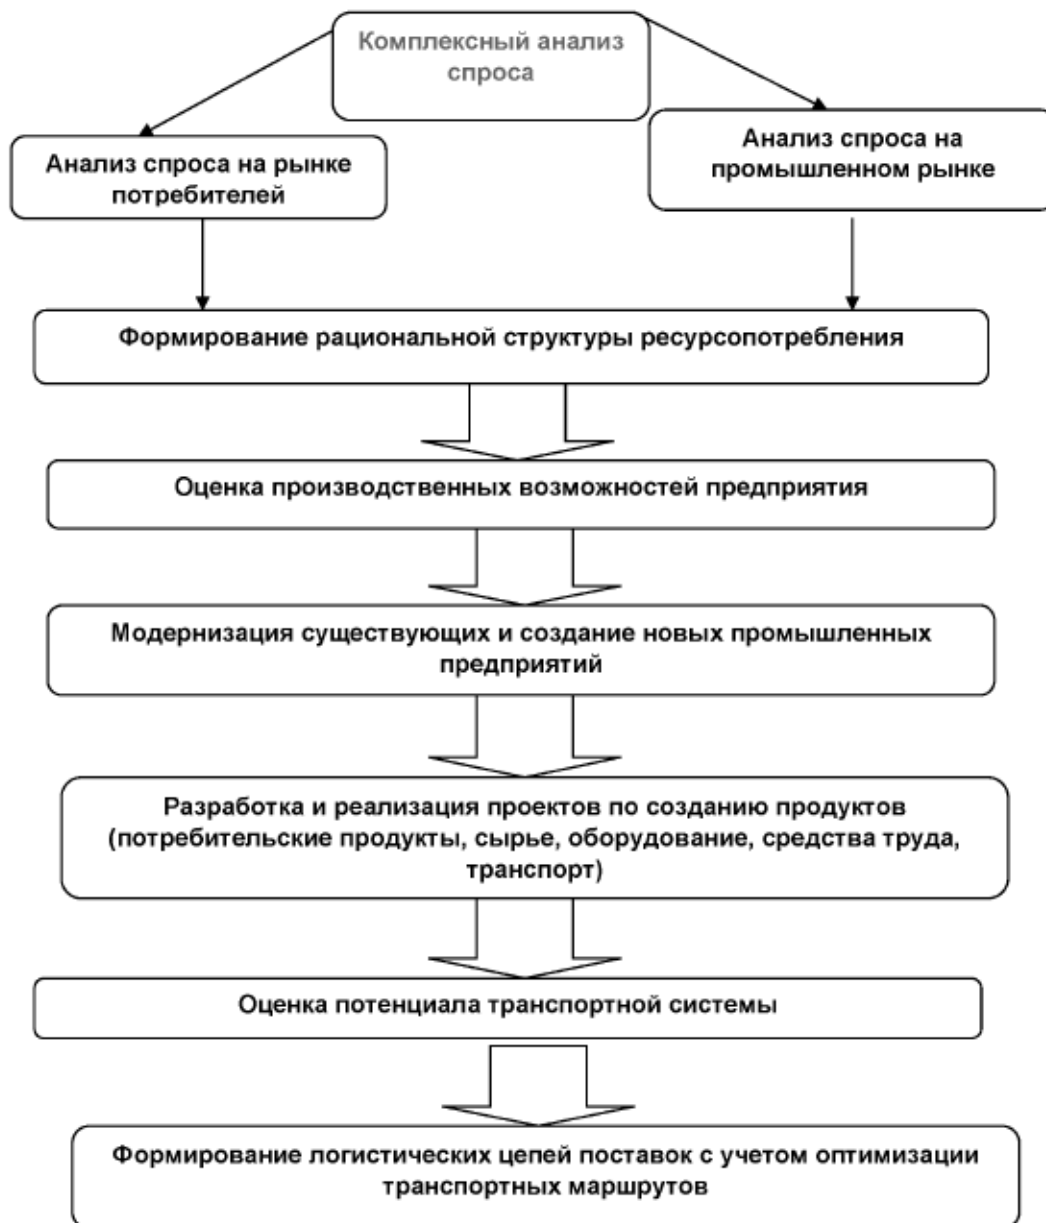 Комплексный анализ
спроса
Анализ спроса на рынке
потребителей
Анализ спроса на
промышленном рынке
Формирование рациональной структуры ресурсопотребления
Оценка производственных возможностей предприятия
Модернизация существующих и создание новых промышленных
предприятий
Разработка и реализация проектов по созданию продуктов
(потребительские продукты, сырье, оборудование, средства труда,
транспорт)
Оценка потенциала транспортной системы
Формирование логистических цепей поставок с учетом оптимизации
транспортных маршрутов